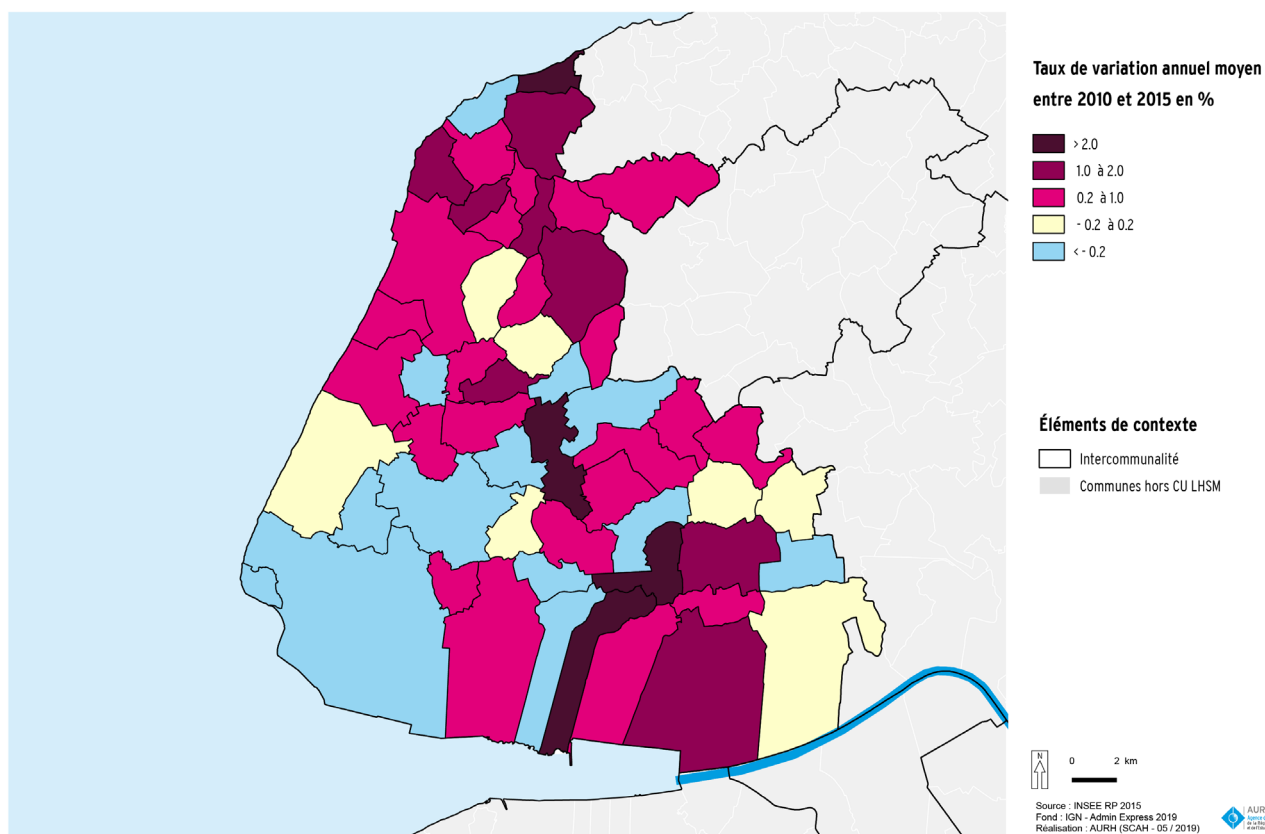 Taux de variation annuel moyen
entre 2010 et 2015 en %
> 2.0
1.0 à 2.0
0.2 à 1.0
- 0.2 à 0.2
< - 0.2
Éléments de contexte
Intercommunalité
Communes hors CU LHSM
N
0 2 km
Source : INSEE RP 2015
Fond : IGN - Admin Express 2019
Réalisation : AURH (SCAH - 05 / 2019)
AUR